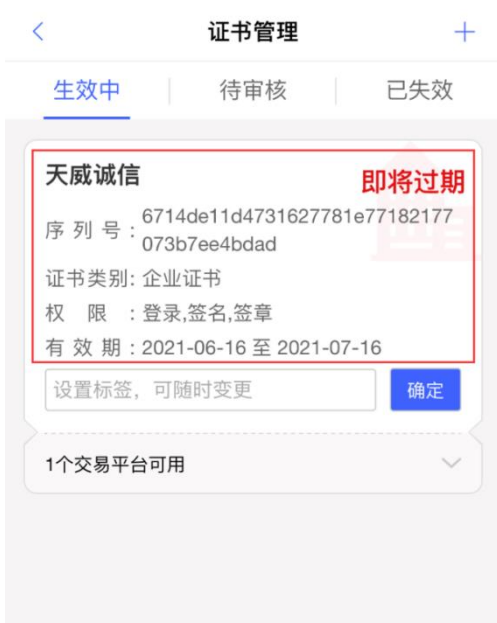 证书管理
生效中 待审核 已失效
天威诚信 即将过期
序 列 号 : 6714de11d4731627781e77182177
073b7ee4bdad
证书类别: 企业证书
权 限 : 登录,签名,签章
有 效 期 : 2021-06-16 至 2021-07-16
设置标签，可随时变更 确定
1个交易平台可用